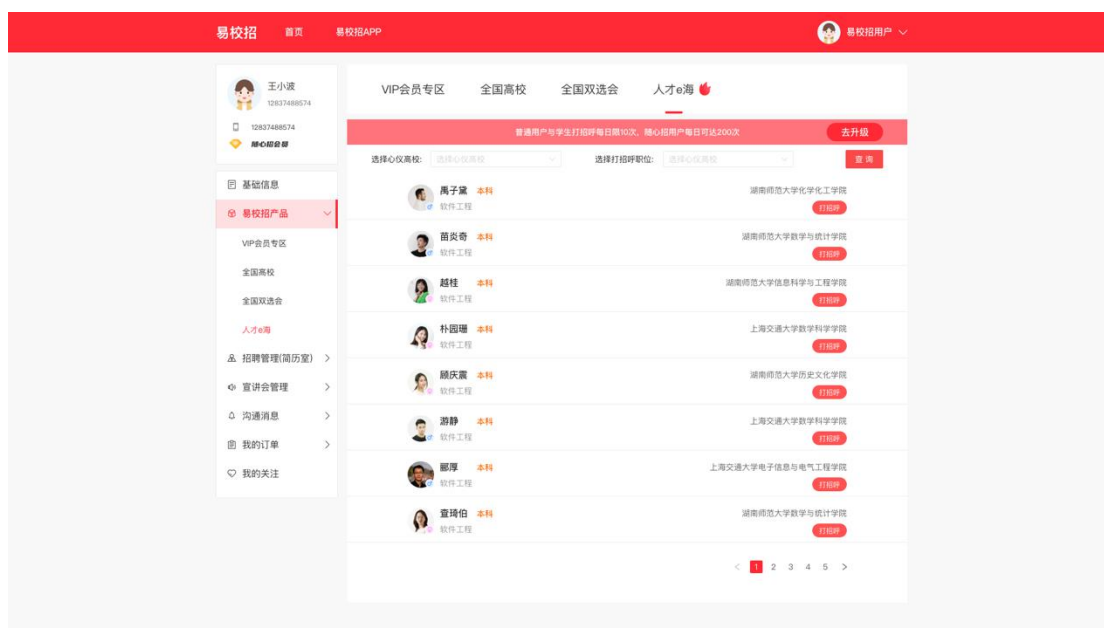 易校招 首页 易校招APP 易校招用户
王小波
12837488574
12837488574
随心招会员
基础信息
易校招产品
VIP会员专区
全国高校
全国双选会
人才e海
招聘管理(简历室)
宣讲会管理
沟通消息
我的订单
我的关注
VIP会员专区 全国高校 全国双选会 人才e海
普通用户与学生打招呼每日限10次，随心招用户每日可达200次 去升级
选择心仪高校: 选择心仪高校 选择打招呼职位: 选择心仪高校 查询
禹子黛 本科 湖南师范大学化学化工学院
软件工程 打招呼
苗炎奇 本科 湖南师范大学数学与统计学院
软件工程 打招呼
越桂 本科 湖南师范大学信息科学与工程学院
软件工程 打招呼
朴园珊 本科 上海交通大学数学科学学院
软件工程 打招呼
顾庆震 本科 湖南师范大学历史文化学院
软件工程 打招呼
游静 本科 上海交通大学数学科学学院
软件工程 打招呼
郦厚 本科 上海交通大学电子信息与电气工程学院
软件工程 打招呼
查琦伯 本科 湖南师范大学数学与统计学院
软件工程 打招呼
1 2 3 4 5